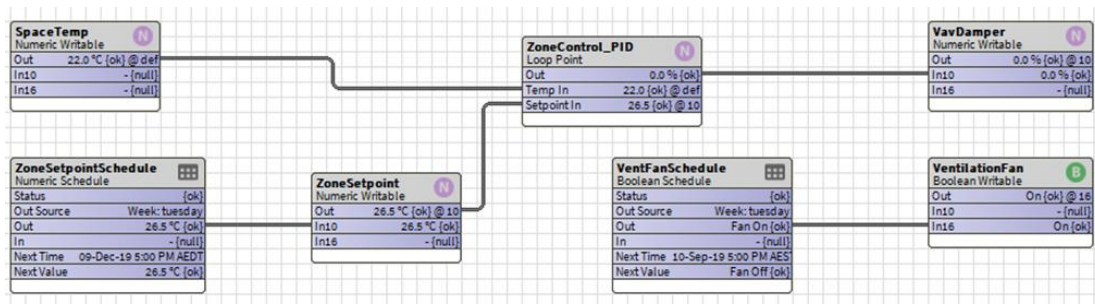 SpaceTemp
Numeric Writable
N
Out 22.0 °C {ok} @ def
In10 - {null}
In16 - {null}
ZoneControl_PID
Loop Point
N
Out 0.0 % {ok}
Temp In 22.0 {ok} @ def
Setpoint In 26.5 {ok} @ 10
VavDamper
Numeric Writable
N
Out 0.0 % {ok} @ 10
In10 0.0 % {ok}
In16 - {null}
ZoneSetpointSchedule
Numeric Schedule
Status {ok}
Out Source Week: tuesday
Out 26.5 °C {ok}
In - {null}
Next Time 09-Dec-19 5:00 PM AEDT
Next Value 26.5 °C {ok}
ZoneSetpoint
Numeric Writable
N
Out 26.5 °C {ok} @ 10
In10 26.5 °C {ok}
In16 - {null}
VentFanSchedule
Boolean Schedule
Status {ok}
Out Source Week: tuesday
Out Fan On {ok}
In - {null}
Next Time 10-Sep-19 5:00 PM AES
Next Value Fan Off {ok}
VentilationFan
Boolean Writable
B
Out On {ok} @ 16
In10 - {null}
In16 On {ok}